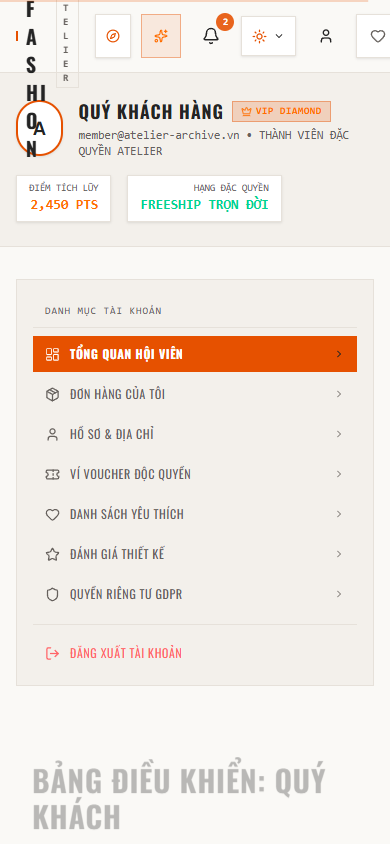 FASHION
TELIER
2
A
QUÝ KHÁCH HÀNG
VIP DIAMOND
member@atelier-archive.vn • THÀNH VIÊN ĐẶC
QUYỀN ATELIER
ĐIỂM TÍCH LŨY
2,450 PTS
HẠNG ĐẶC QUYỀN
FREESHIP TRỌN ĐỜI
DANH MỤC TÀI KHOẢN
TỔNG QUAN HỘI VIÊN
ĐƠN HÀNG CỦA TÔI
HỒ SƠ & ĐỊA CHỈ
VÍ VOUCHER ĐỘC QUYỀN
DANH SÁCH YÊU THÍCH
ĐÁNH GIÁ THIẾT KẾ
QUYỀN RIÊNG TƯ GDPR
ĐĂNG XUẤT TÀI KHOẢN
BẢNG ĐIỀU KHIỂN: QUÝ
KHÁCH